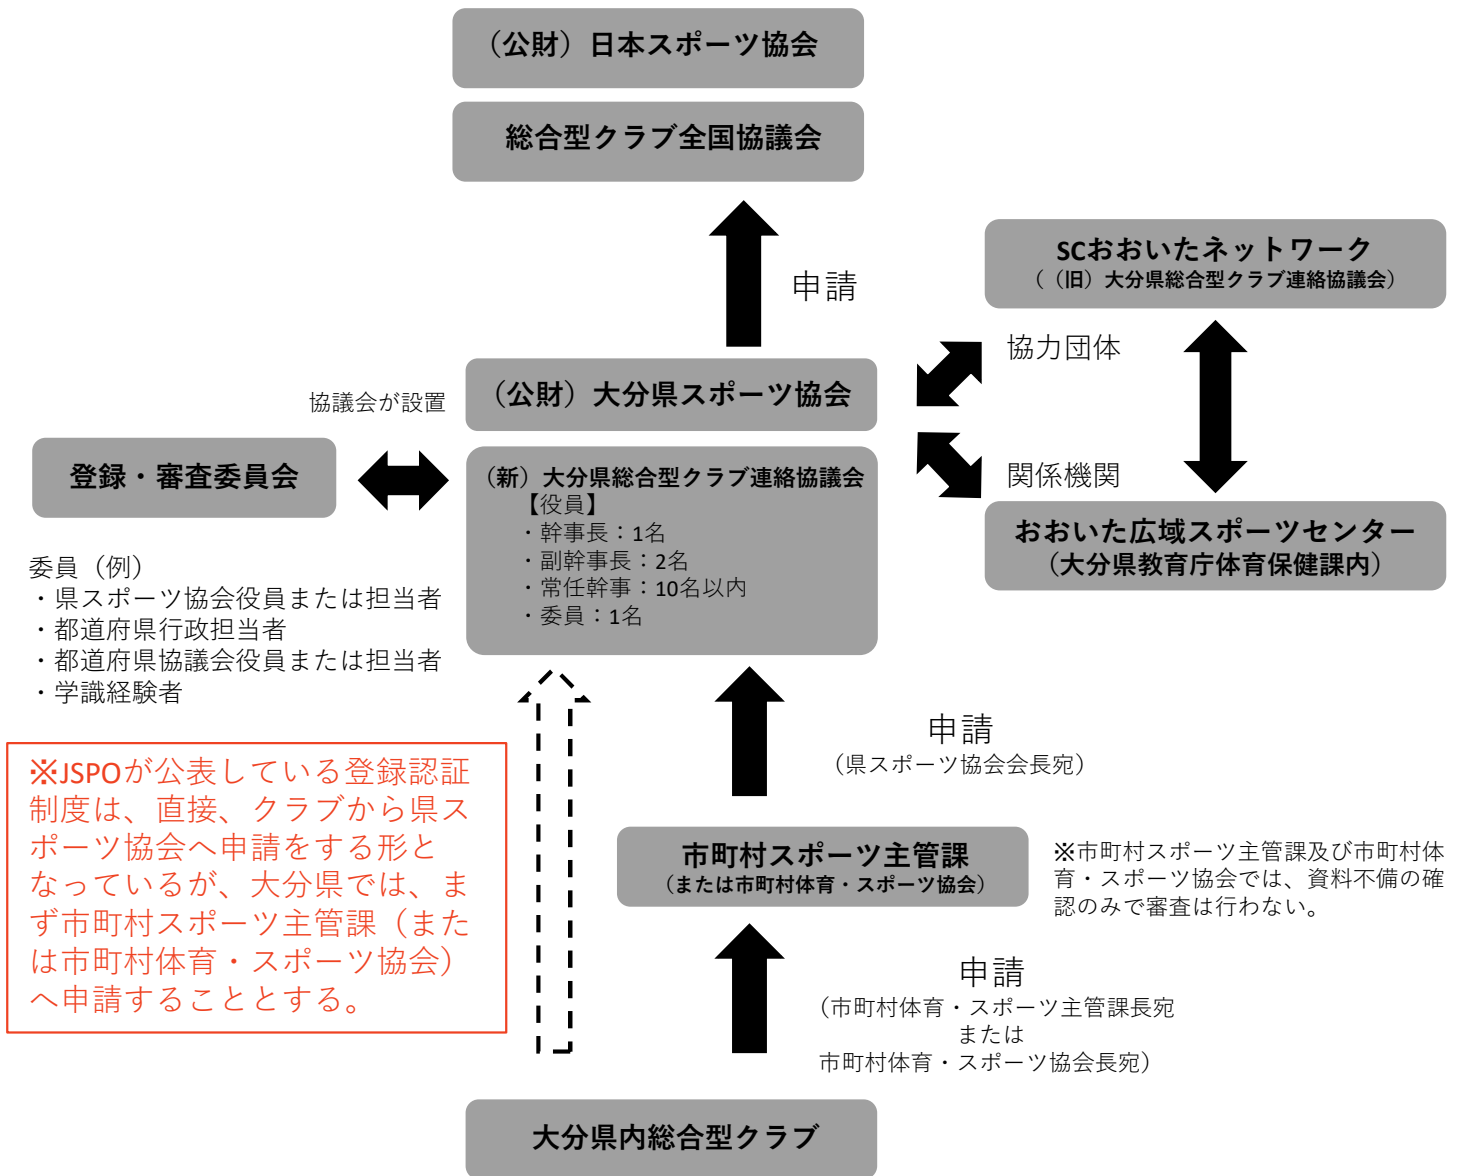 （公財）日本スポーツ協会
総合型クラブ全国協議会
申請
SCおおいたネットワーク
（（旧）大分県総合型クラブ連絡協議会）
協力団体
（公財）大分県スポーツ協会
協議会が設置
登録・審査委員会
（新）大分県総合型クラブ連絡協議会
【役員】
・幹事長：1名
・副幹事長：2名
・常任幹事：10名以内
・委員：1名
関係機関
おおいた広域スポーツセンター
（大分県教育庁体育保健課内）
委員（例）
・県スポーツ協会役員または担当者
・都道府県行政担当者
・都道府県協議会役員または担当者
・学識経験者
申請
（県スポーツ協会会長宛）
※JSPOが公表している登録認証
制度は、直接、クラブから県ス
ポーツ協会へ申請をする形と
なっているが、大分県では、ま
ず市町村スポーツ主管課（また
は市町村体育・スポーツ協会）
へ申請することとする。
市町村スポーツ主管課
（または市町村体育・スポーツ協会）
※市町村スポーツ主管課及び市町村体
育・スポーツ協会では、資料不備の確
認のみで審査は行わない。
申請
（市町村体育・スポーツ主管課長宛
または
市町村体育・スポーツ協会長宛）
大分県内総合型クラブ